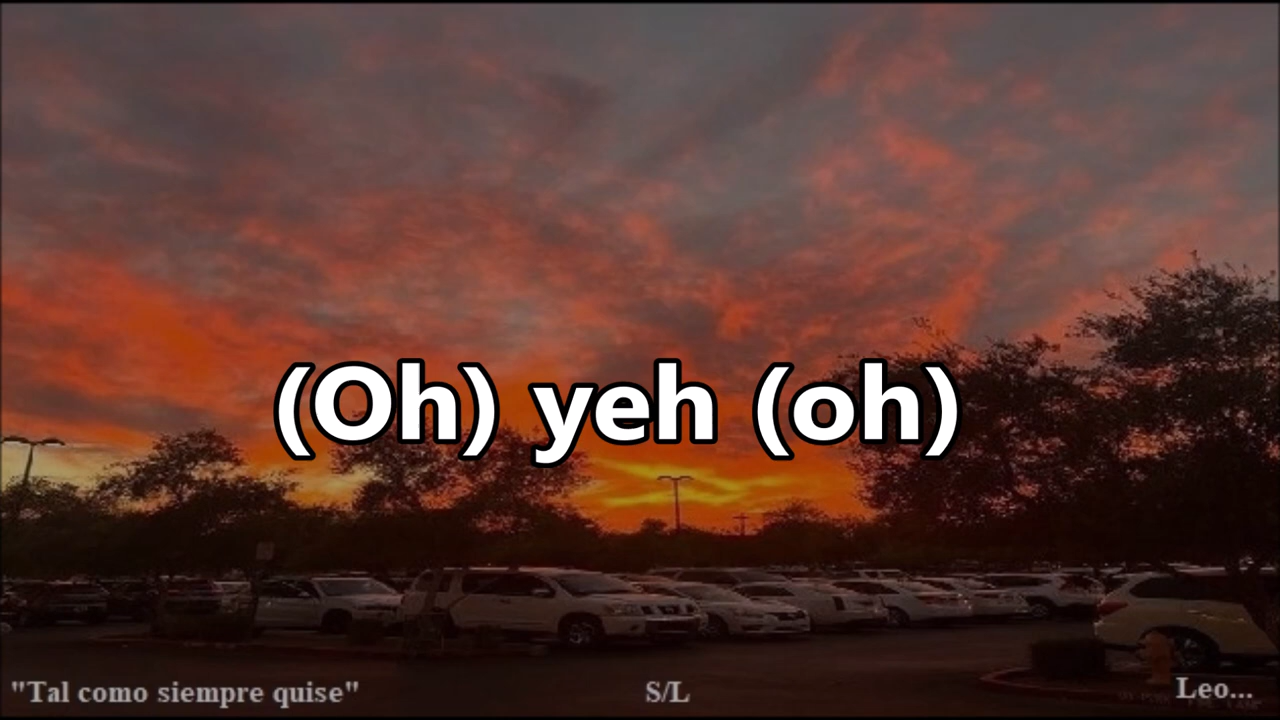 (Oh) yeh (oh)
"Tal como siempre quise"
S/L
Leo...